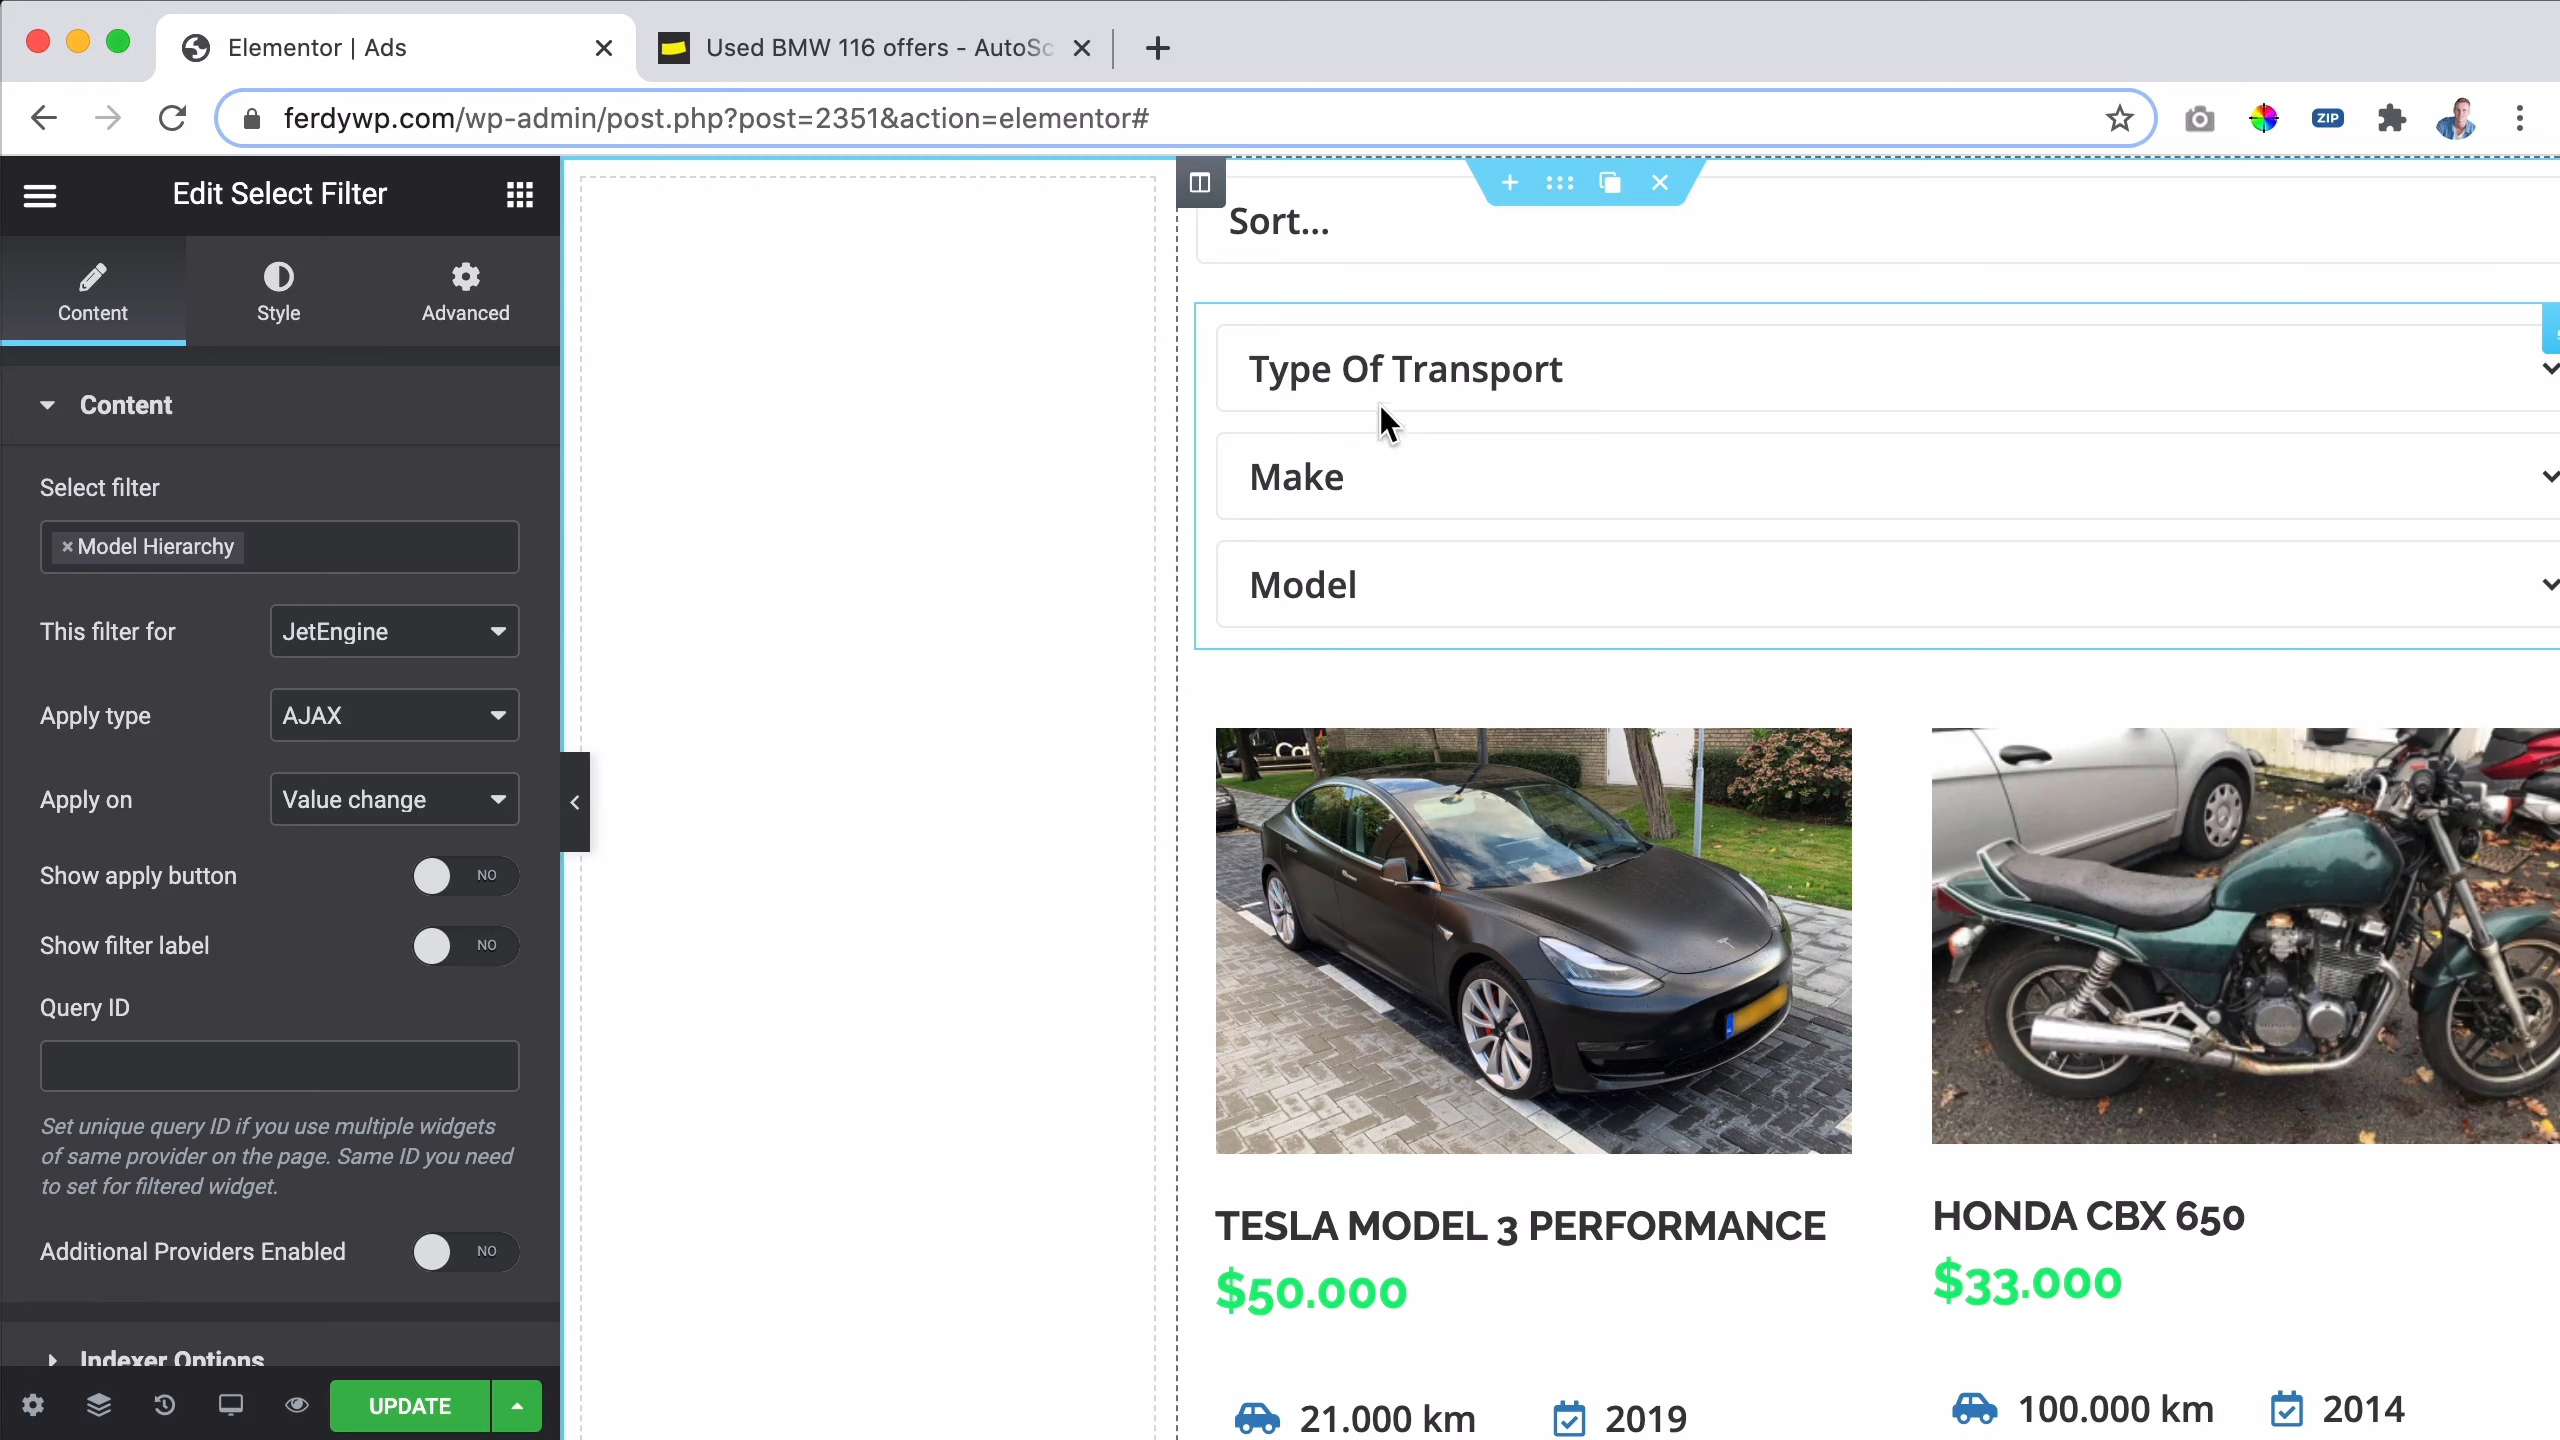 Elementor | Ads
Used BMW 116 offers - AutoSc
ferdywp.com/wp-admin/post.php?post=2351&action=elementor#
ZIP
Edit Select Filter
Content
Style
Advanced
Content
Select filter
×Model Hierarchy
This filter for
JetEngine
Apply type
AJAX
Apply on
Value change
Show apply button
NO
Show filter label
NO
Query ID
Set unique query ID if you use multiple widgets
of same provider on the page. Same ID you need
to set for filtered widget.
Additional Providers Enabled
NO
Indexer Options
UPDATE
Sort...
Type Of Transport
Make
Model
TESLA MODEL 3 PERFORMANCE
$50.000
21.000 km
2019
HONDA CBX 650
$33.000
100.000 km
2014